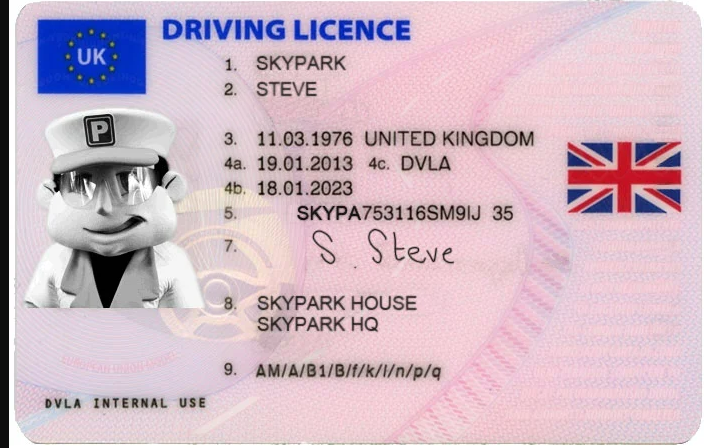 UK
DRIVING LICENCE
1. SKYPARK
2. STEVE
3. 11.03.1976 UNITED KINGDOM
4a. 19.01.2013 4c. DVLA
4b. 18.01.2023
5. SKYPA753116SM9IJ 35
7. S. Steve
8. SKYPARK HOUSE
SKYPARK HQ
9. AM/A/B1/B/f/k/l/n/p/q
P
DVLA INTERNAL USE